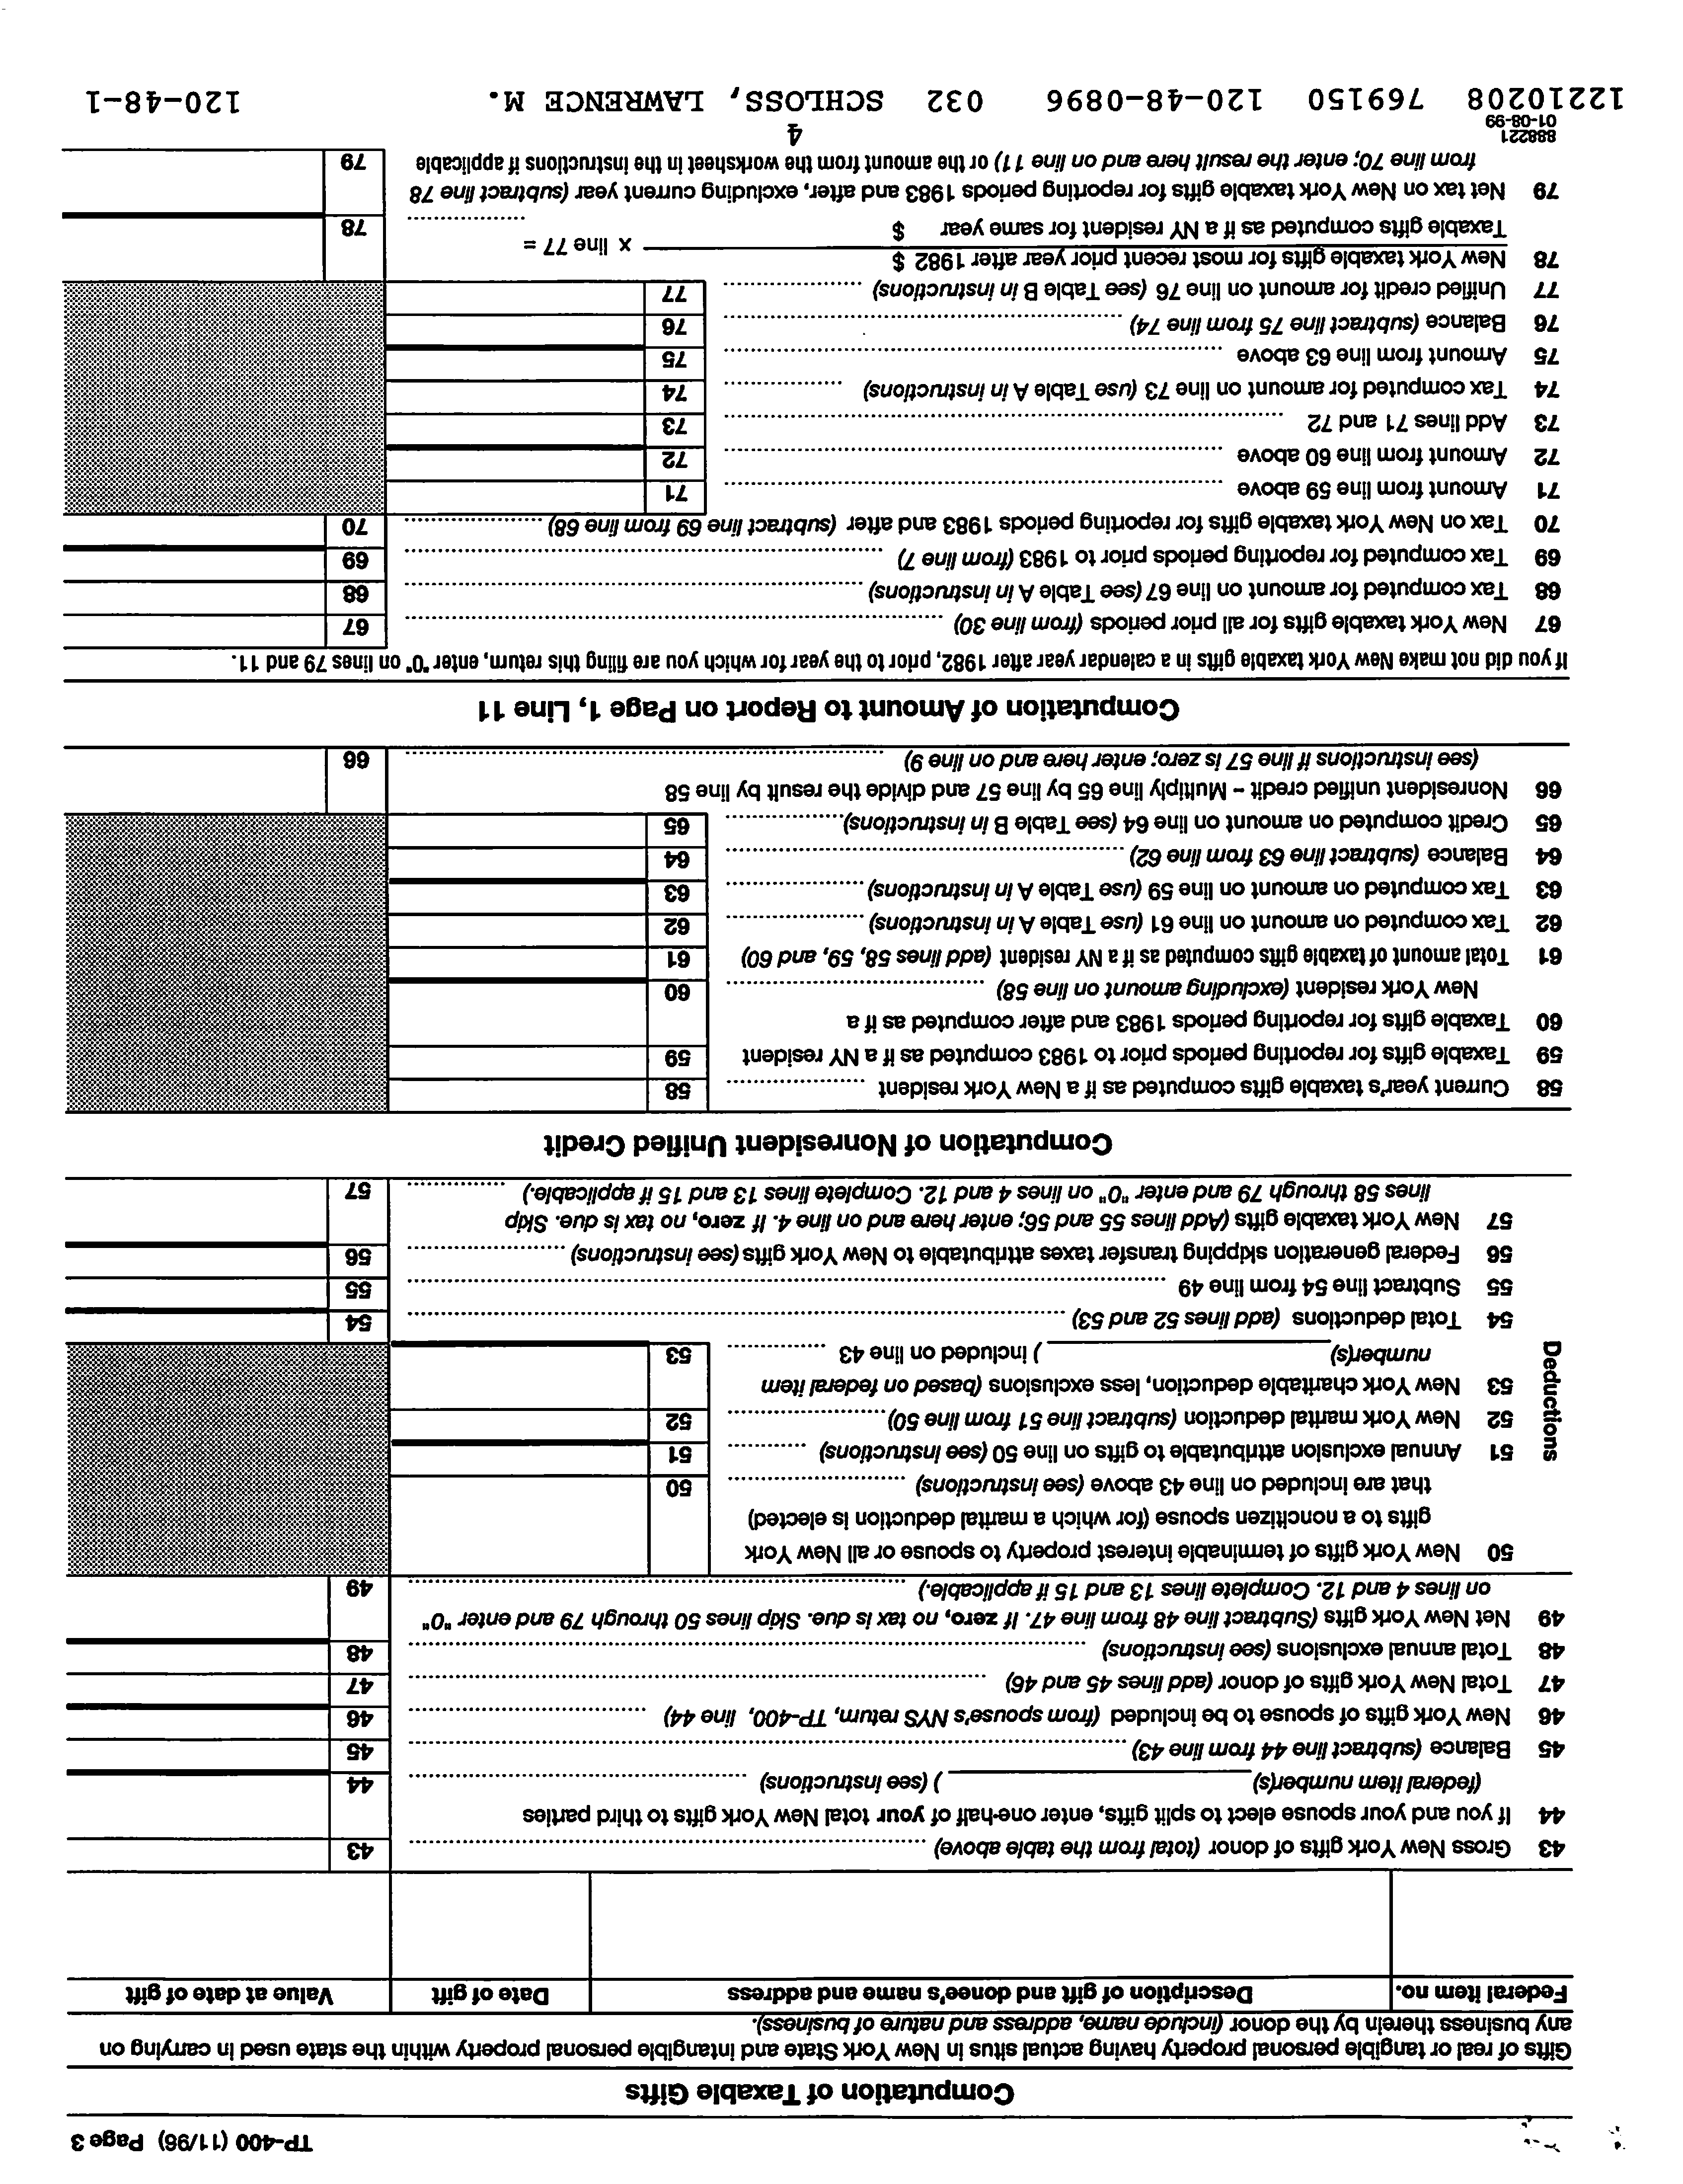 TP-400 (11/98) Page 3
Computation of Taxable Gifts
Gifts of real or tangible personal property having actual situs in New York State and intangible personal property within the state used in carrying on
any business therein by the donor (include name, address and nature of business).
Federal item no. Description of gift and donee's name and address Date of gift Value at date of gift
43 Gross New York gifts of donor (total from the table above) 43
44 If you and your spouse elect to split gifts, enter one-half of your total New York gifts to third parties
(federal item number(s) ) (see instructions) 44
45 Balance (subtract line 44 from line 43) 45
46 New York gifts of spouse to be included (from spouse's NYS return, TP-400, line 44) 46
47 Total New York gifts of donor (add lines 45 and 46) 47
48 Total annual exclusions (see instructions) 48
49 Net New York gifts (Subtract line 48 from line 47. If zero, no tax is due. Skip lines 50 through 79 and enter "0"
on lines 4 and 12. Complete lines 13 and 15 if applicable.) 49
Deductions
50 New York gifts of terminable interest property to spouse or all New York
gifts to a noncitizen spouse (for which a marital deduction is elected)
that are included on line 43 above (see instructions) 50
51 Annual exclusion attributable to gifts on line 50 (see instructions) 51
52 New York marital deduction (subtract line 51 from line 50) 52
53 New York charitable deduction, less exclusions (based on federal item
number(s) ) included on line 43 53
54 Total deductions (add lines 52 and 53) 54
55 Subtract line 54 from line 49 55
56 Federal generation skipping transfer taxes attributable to New York gifts (see instructions) 56
57 New York taxable gifts (Add lines 55 and 56; enter here and on line 4. If zero, no tax is due. Skip
lines 58 through 79 and enter "0" on lines 4 and 12. Complete lines 13 and 15 if applicable.) 57
Computation of Nonresident Unified Credit
58 Current year's taxable gifts computed as if a New York resident 58
59 Taxable gifts for reporting periods prior to 1983 computed as if a NY resident 59
60 Taxable gifts for reporting periods 1983 and after computed as if a
New York resident (excluding amount on line 58) 60
61 Total amount of taxable gifts computed as if a NY resident (add lines 58, 59, and 60) 61
62 Tax computed on amount on line 61 (use Table A in instructions) 62
63 Tax computed on amount on line 59 (use Table A in instructions) 63
64 Balance (subtract line 63 from line 62) 64
65 Credit computed on amount on line 64 (see Table B in instructions) 65
66 Nonresident unified credit - Multiply line 65 by line 57 and divide the result by line 58
(see instructions if line 57 is zero; enter here and on line 9) 66
Computation of Amount to Report on Page 1, Line 11
If you did not make New York taxable gifts in a calendar year after 1982, prior to the year for which you are filing this return, enter "0" on lines 79 and 11.
67 New York taxable gifts for all prior periods (from line 30) 67
68 Tax computed for amount on line 67 (see Table A in instructions) 68
69 Tax computed for reporting periods prior to 1983 (from line 7) 69
70 Tax on New York taxable gifts for reporting periods 1983 and after (subtract line 69 from line 68) 70
71 Amount from line 59 above 71
72 Amount from line 60 above 72
73 Add lines 71 and 72 73
74 Tax computed for amount on line 73 (use Table A in instructions) 74
75 Amount from line 63 above 75
76 Balance (subtract line 75 from line 74) 76
77 Unified credit for amount on line 76 (see Table B in instructions) 77
78 New York taxable gifts for most recent prior year after 1982 $
x line 77 =
Taxable gifts computed as if a NY resident for same year $ 78
79 Net tax on New York taxable gifts for reporting periods 1983 and after, excluding current year (subtract line 78
from line 70; enter the result here and on line 11) or the amount from the worksheet in the instructions if applicable 79
888221
01-08-99
4
12210208 769150 120-48-0896 032 SCHLOSS, LAWRENCE M. 120-48-1